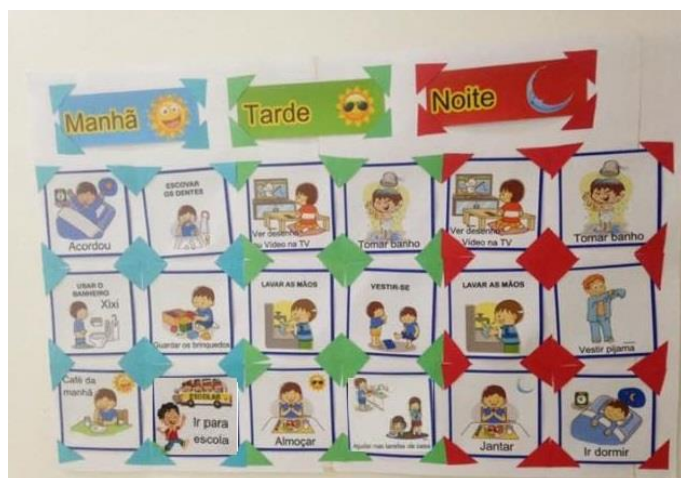 Manhã
Tarde
Noite
Acordou
ESCOVAR
OS DENTES
Ver desenho
ou Vídeo na TV
Tomar banho
Ver desenho
Vídeo na TV
Tomar banho
USAR O
BANHEIRO
Xixi
Guardar os brinquedos
LAVAR AS MÃOS
VESTIR-SE
LAVAR AS MÃOS
Vestir pijama
Café da
manhã
ESCOLAR
Ir para
escola
Almoçar
Ajudar nas tarefas de casa
Jantar
Ir dormir